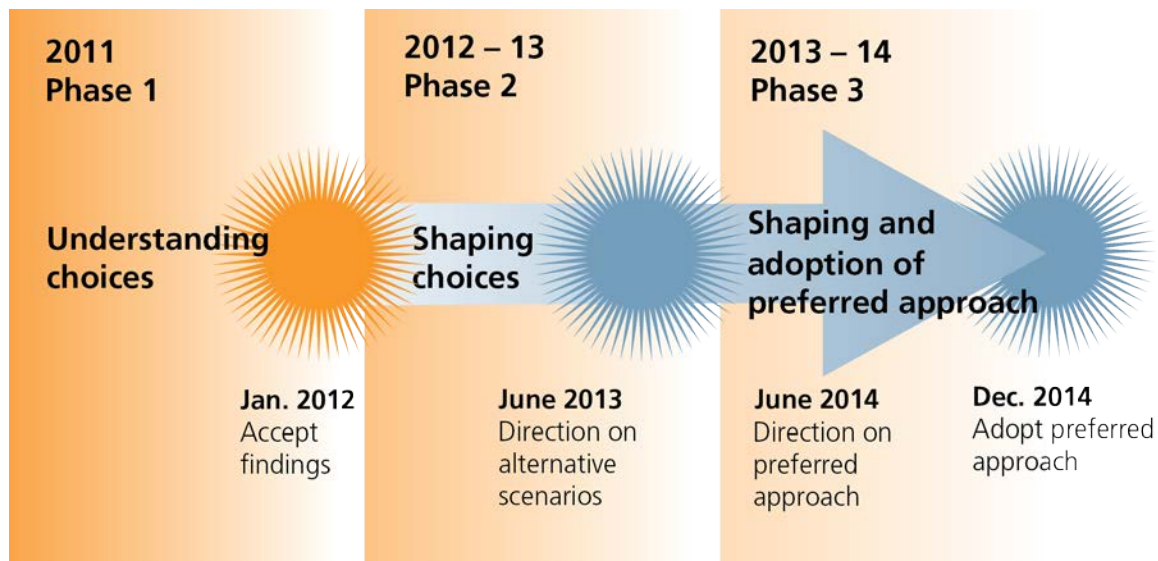 2011
Phase 1
2012 – 13
Phase 2
2013 – 14
Phase 3
Understanding
choices
Shaping
choices
Shaping and
adoption of
preferred approach
Jan. 2012
Accept
findings
June 2013
Direction on
alternative
scenarios
June 2014
Direction on
preferred
approach
Dec. 2014
Adopt preferred
approach